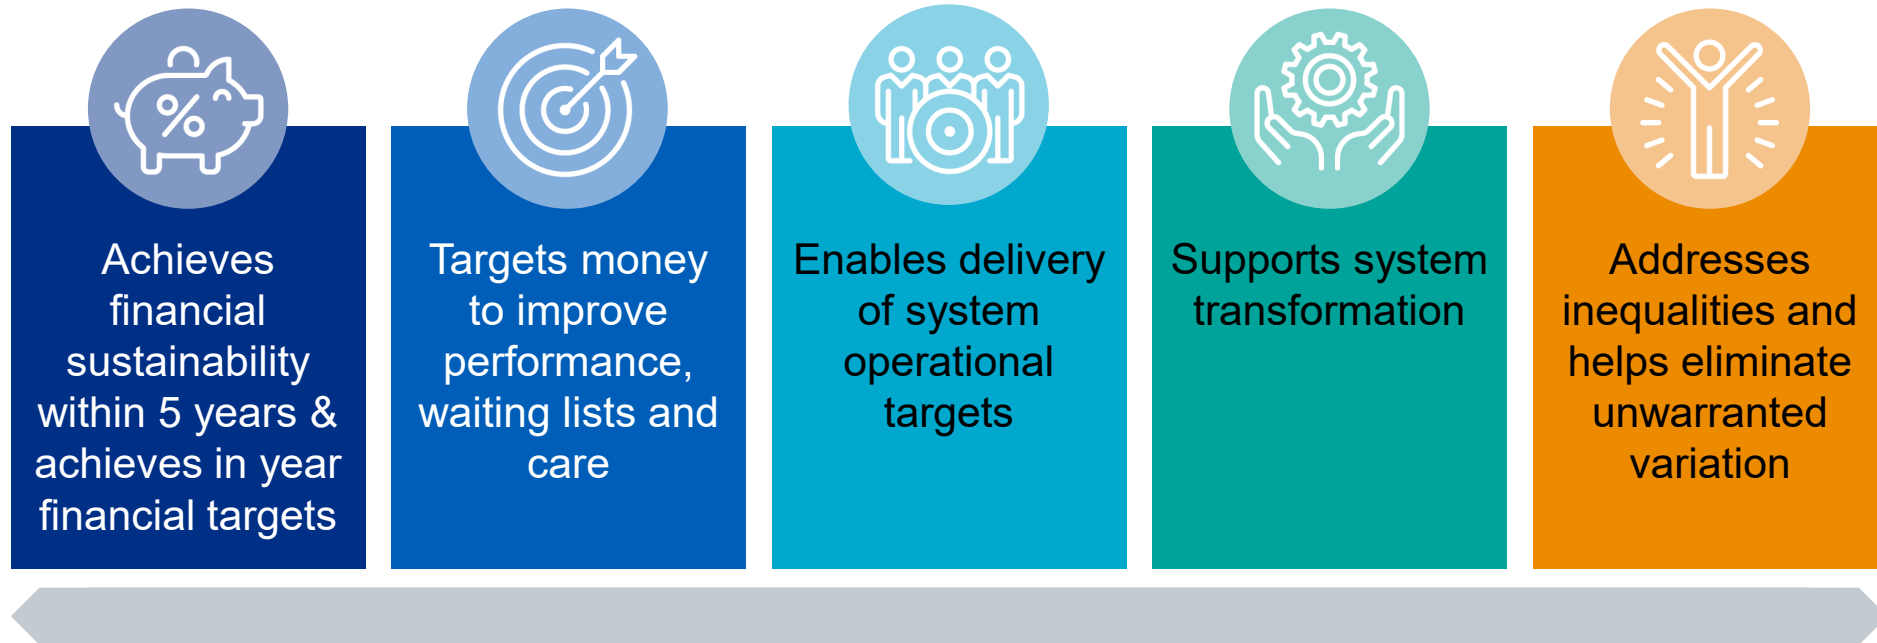 Achieves
financial
sustainability
within 5 years &
achieves in year
financial targets
Targets money
to improve
performance,
waiting lists and
care
Enables delivery
of system
operational
targets
Supports system
transformation
Addresses
inequalities and
helps eliminate
unwarranted
variation